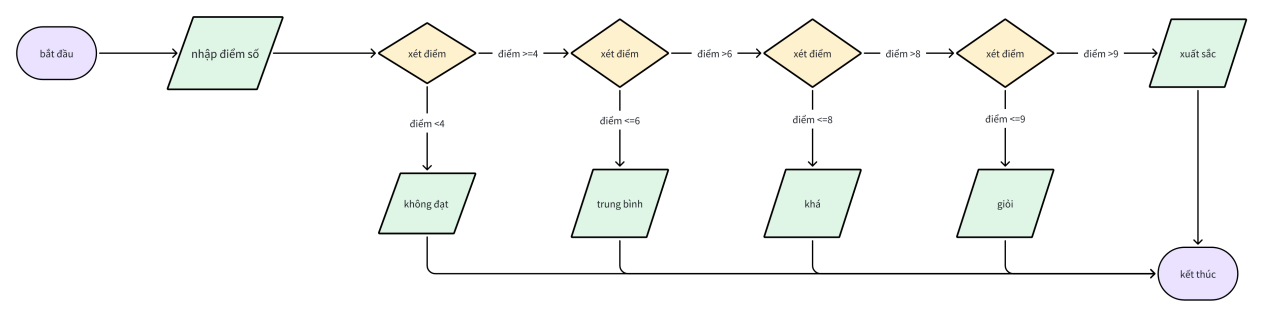 bắt đầu
nhập điểm số
xét điểm
điểm >=4
xét điểm
điểm >6
xét điểm
điểm >8
xét điểm
điểm >9
xuất sắc
điểm <4
điểm <=6
điểm <=8
điểm <=9
không đạt
trung bình
khá
giỏi
kết thúc